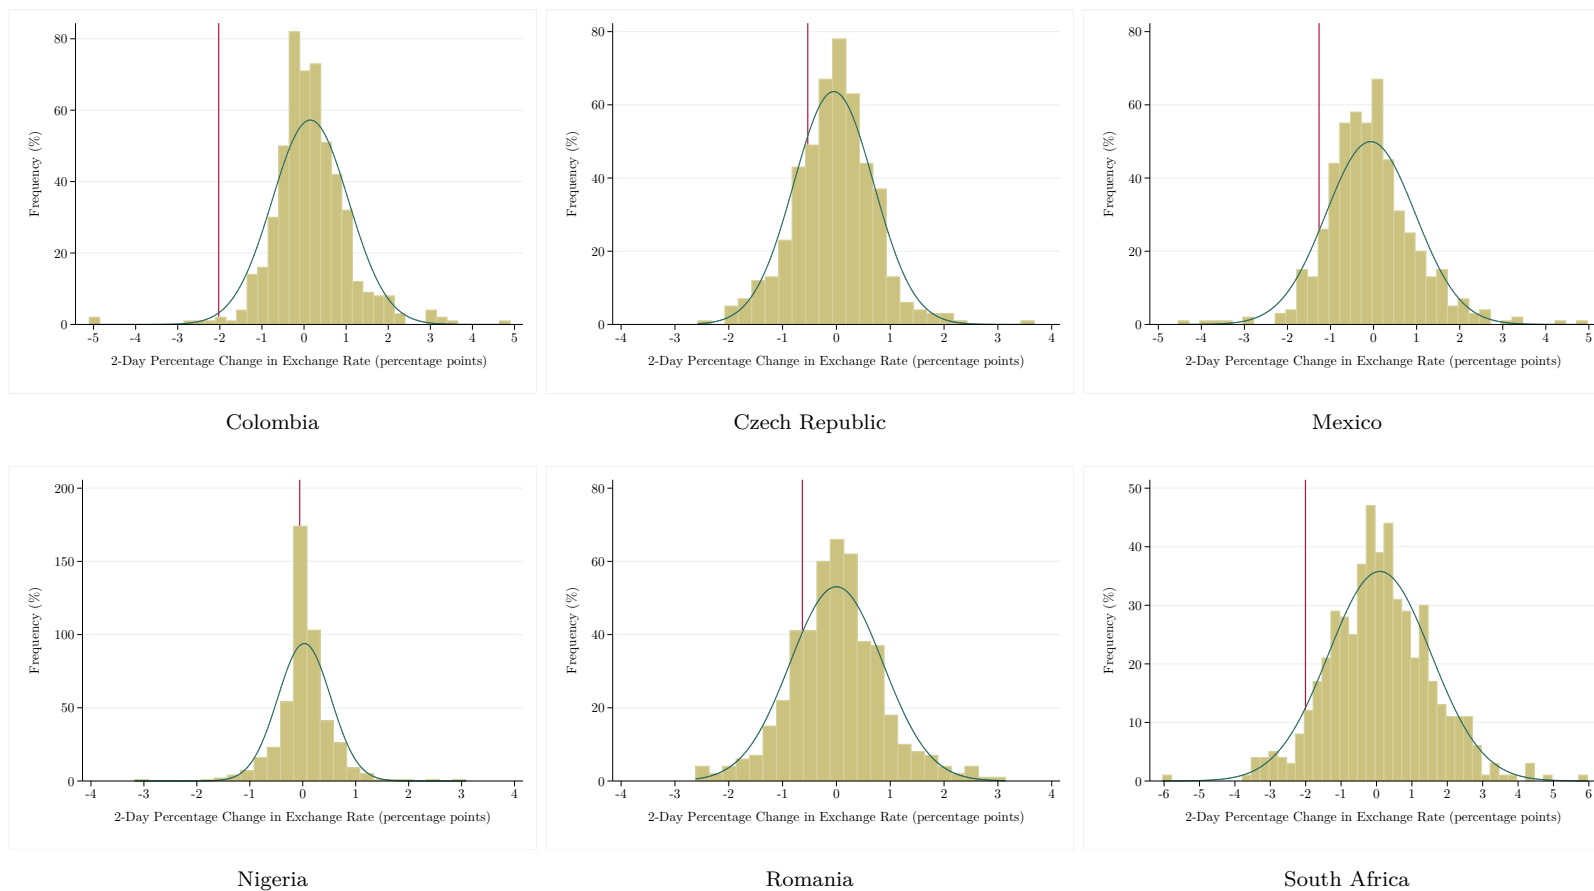 80
60
40
20
0
Frequency (%)
-5 -4 -3 -2 -1 0 1 2 3 4 5
2-Day Percentage Change in Exchange Rate (percentage points)
Colombia
80
60
40
20
0
Frequency (%)
-4 -3 -2 -1 0 1 2 3 4
2-Day Percentage Change in Exchange Rate (percentage points)
Czech Republic
80
60
40
20
0
Frequency (%)
-5 -4 -3 -2 -1 0 1 2 3 4 5
2-Day Percentage Change in Exchange Rate (percentage points)
Mexico
200
150
100
50
0
Frequency (%)
-4 -3 -2 -1 0 1 2 3 4
2-Day Percentage Change in Exchange Rate (percentage points)
Nigeria
80
60
40
20
0
Frequency (%)
-4 -3 -2 -1 0 1 2 3 4
2-Day Percentage Change in Exchange Rate (percentage points)
Romania
50
40
30
20
10
0
Frequency (%)
-6 -5 -4 -3 -2 -1 0 1 2 3 4 5 6
2-Day Percentage Change in Exchange Rate (percentage points)
South Africa